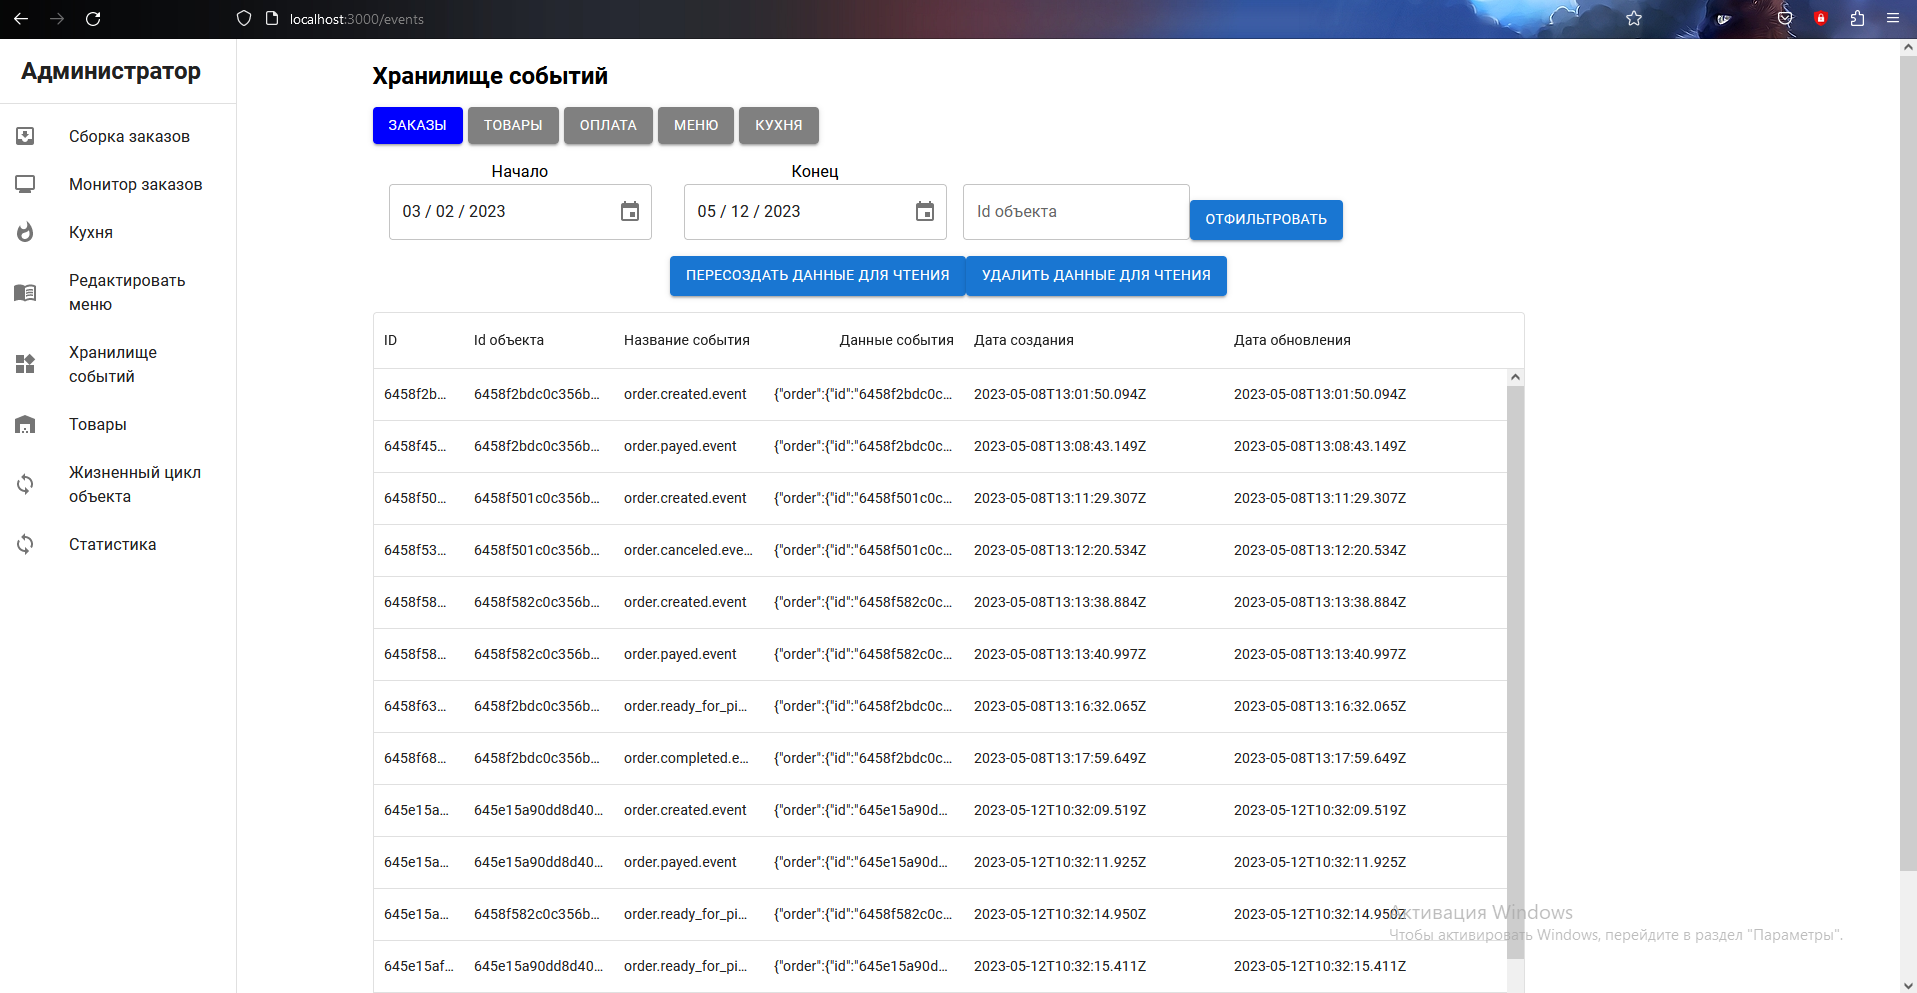 localhost:3000/events
Администратор
Сборка заказов
Монитор заказов
Кухня
Редактировать
меню
Хранилище
событий
Товары
Жизненный цикл
объекта
Статистика
Хранилище событий
ЗАКАЗЫ ТОВАРЫ ОПЛАТА МЕНЮ КУХНЯ
Начало Конец
03 / 02 / 2023 05 / 12 / 2023 Id объекта ОТФИЛЬТРОВАТЬ
ПЕРЕСОЗДАТЬ ДАННЫЕ ДЛЯ ЧТЕНИЯ УДАЛИТЬ ДАННЫЕ ДЛЯ ЧТЕНИЯ
ID Id объекта Название события Данные события Дата создания Дата обновления
6458f2b... 6458f2bdc0c356b... order.created.event {"order":{"id":"6458f2bdc0c... 2023-05-08T13:01:50.094Z 2023-05-08T13:01:50.094Z
6458f45... 6458f2bdc0c356b... order.payed.event {"order":{"id":"6458f2bdc0c... 2023-05-08T13:08:43.149Z 2023-05-08T13:08:43.149Z
6458f50... 6458f501c0c356b... order.created.event {"order":{"id":"6458f501c0c... 2023-05-08T13:11:29.307Z 2023-05-08T13:11:29.307Z
6458f53... 6458f501c0c356b... order.canceled.eve... {"order":{"id":"6458f501c0c... 2023-05-08T13:12:20.534Z 2023-05-08T13:12:20.534Z
6458f58... 6458f582c0c356b... order.created.event {"order":{"id":"6458f582c0c... 2023-05-08T13:13:38.884Z 2023-05-08T13:13:38.884Z
6458f58... 6458f582c0c356b... order.payed.event {"order":{"id":"6458f582c0c... 2023-05-08T13:13:40.997Z 2023-05-08T13:13:40.997Z
6458f63... 6458f2bdc0c356b... order.ready_for_pi... {"order":{"id":"6458f2bdc0c... 2023-05-08T13:16:32.065Z 2023-05-08T13:16:32.065Z
6458f68... 6458f2bdc0c356b... order.completed.e... {"order":{"id":"6458f2bdc0c... 2023-05-08T13:17:59.649Z 2023-05-08T13:17:59.649Z
645e15a... 645e15a90dd8d40... order.created.event {"order":{"id":"645e15a90d... 2023-05-12T10:32:09.519Z 2023-05-12T10:32:09.519Z
645e15a... 645e15a90dd8d40... order.payed.event {"order":{"id":"645e15a90d... 2023-05-12T10:32:11.925Z 2023-05-12T10:32:11.925Z
645e15a... 6458f582c0c356b... order.ready_for_pi... {"order":{"id":"6458f582c0c... 2023-05-12T10:32:14.950Z 2023-05-12T10:32:14.950Z
645e15af... 645e15a90dd8d40... order.ready_for_pi... {"order":{"id":"645e15a90d... 2023-05-12T10:32:15.411Z 2023-05-12T10:32:15.411Z
Активация Windows
Чтобы активировать Windows, перейдите в раздел "Параметры".